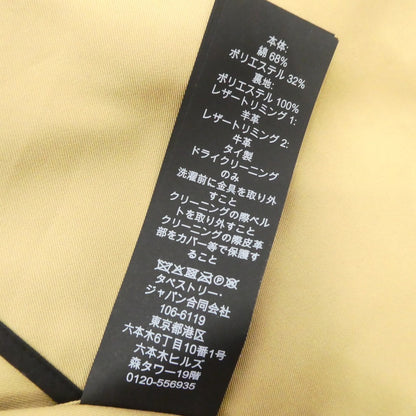 本体:
綿 68%
ポリエステル 32%
裏地:
ポリエステル 100%
レザートリミング 1:
羊革
レザートリミング 2:
牛革
タイ製
ドライクリーニング
のみ
洗濯前に金具を取り外
すこと
クリーニングの際ベル
トを取り外すこと
クリーニングの際皮革
部をカバー等で保護す
ること
タペストリー・
ジャパン合同会社
106-6119
東京都港区
六本木6丁目10番1号
六本木ヒルズ
森タワー19階
0120-556935